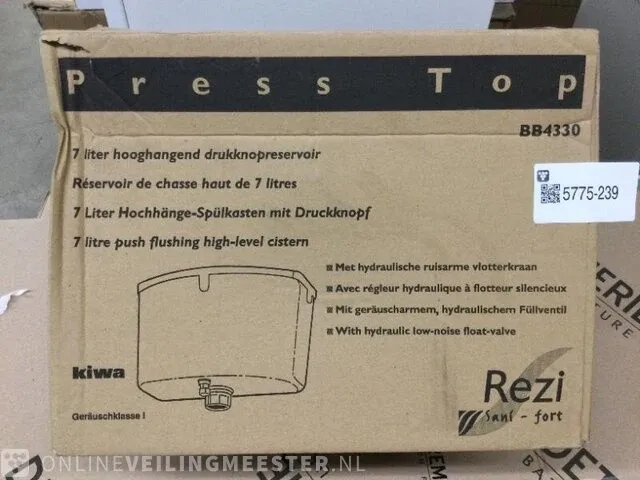 Press Top
BB4330
7 liter hooghangend drukknopreservoir
Réservoir de chasse haut de 7 litres
7 Liter Hochhänge-Spülkasten mit Druckknopf
7 litre push flushing high-level cistern
5775-239
Met hydraulische ruisarme vlotterkraan
Avec régleur hydraulique à flotteur silencieux
Mit geräuscharmem, hydraulischem Füllventil
With hydraulic low-noise float-valve
kiwa
Geräuschklasse I
Rezi
Sani - fort
ONLINEVEILINGMEESTER.NL